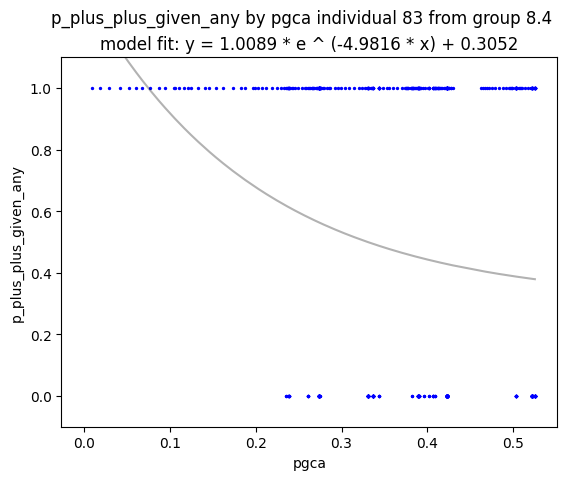 p_plus_plus_given_any by pgca individual 83 from group 8.4
model fit: y = 1.0089 * e ^ (-4.9816 * x) + 0.3052
1.0
0.8
0.6
0.4
0.2
0.0
p_plus_plus_given_any
0.0 0.1 0.2 0.3 0.4 0.5
pgca